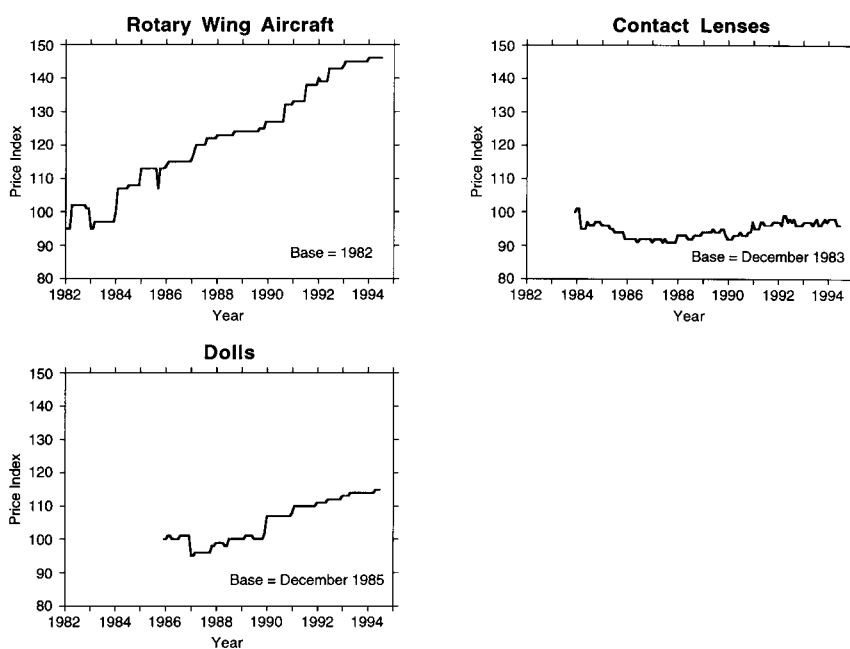 Rotary Wing Aircraft
150
140
130
120
110
100
90
80
Price Index
Base = 1982
1982 1984 1986 1988 1990 1992 1994
Year
Contact Lenses
150
140
130
120
110
100
90
80
Price Index
Base = December 1983
1982 1984 1986 1988 1990 1992 1994
Year
Dolls
150
140
130
120
110
100
90
80
Price Index
Base = December 1985
1982 1984 1986 1988 1990 1992 1994
Year